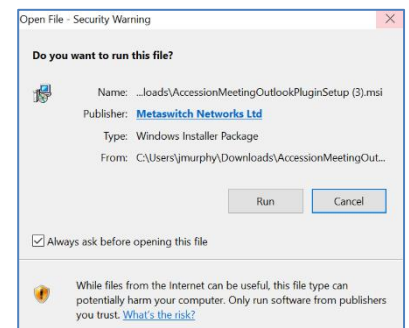 Open File - Security Warning
Do you want to run this file?
Name: ...loads\AccessionMeetingOutlookPluginSetup (3).msi
Publisher: Metaswitch Networks Ltd
Type: Windows Installer Package
From: C:\Users\jmurphy\Downloads\AccessionMeetingOut...
Run Cancel
Always ask before opening this file
While files from the Internet can be useful, this file type can
potentially harm your computer. Only run software from publishers
you trust. What's the risk?